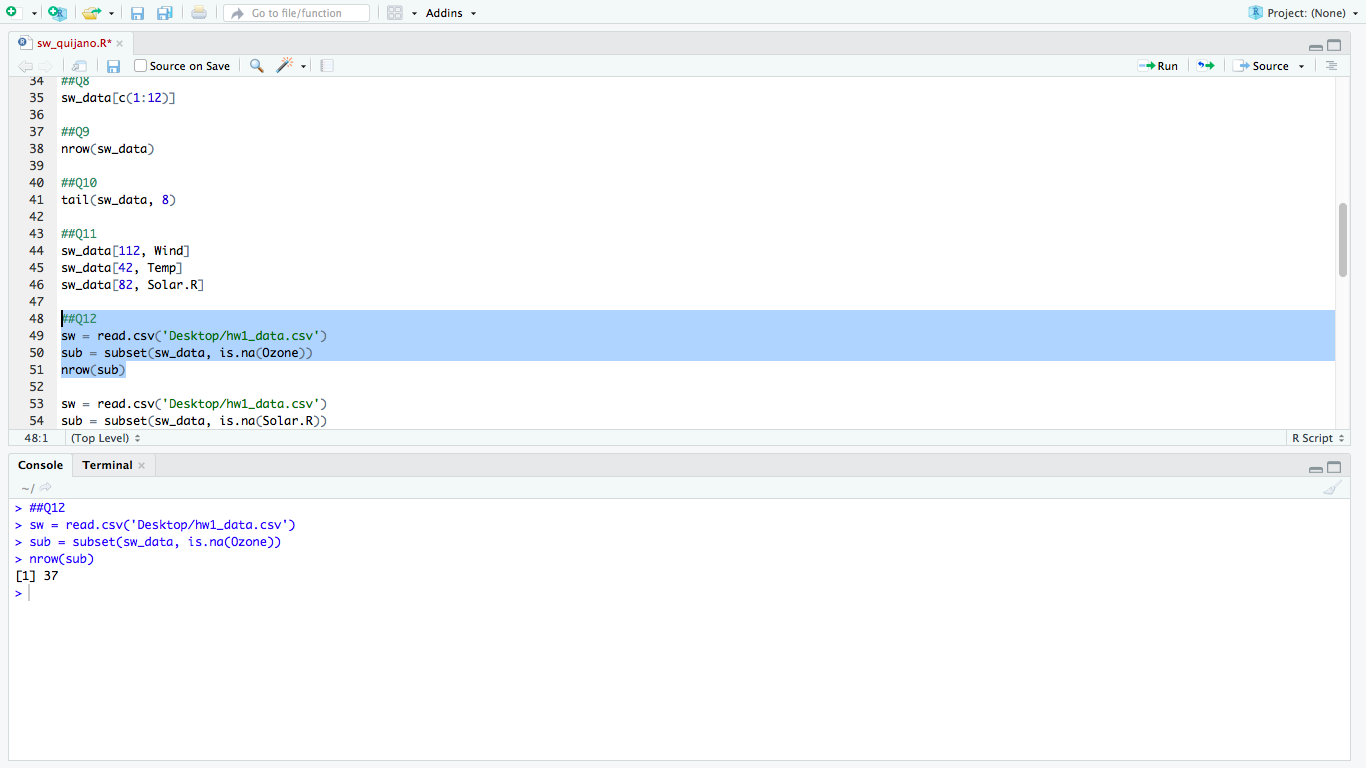 Go to file/function
Addins
Project: (None)
sw_quijano.R*
Source on Save
Run
Source
34 ##Q8
35 sw_data[c(1:12)]
36
37 ##Q9
38 nrow(sw_data)
39
40 ##Q10
41 tail(sw_data, 8)
42
43 ##Q11
44 sw_data[112, Wind]
45 sw_data[42, Temp]
46 sw_data[82, Solar.R]
47
48 ##Q12
49 sw = read.csv('Desktop/hw1_data.csv')
50 sub = subset(sw_data, is.na(Ozone))
51 nrow(sub)
52
53 sw = read.csv('Desktop/hw1_data.csv')
54 sub = subset(sw_data, is.na(Solar.R))
48:1 (Top Level) R Script
Console Terminal
~/
> ##Q12
> sw = read.csv('Desktop/hw1_data.csv')
> sub = subset(sw_data, is.na(Ozone))
> nrow(sub)
[1] 37
>